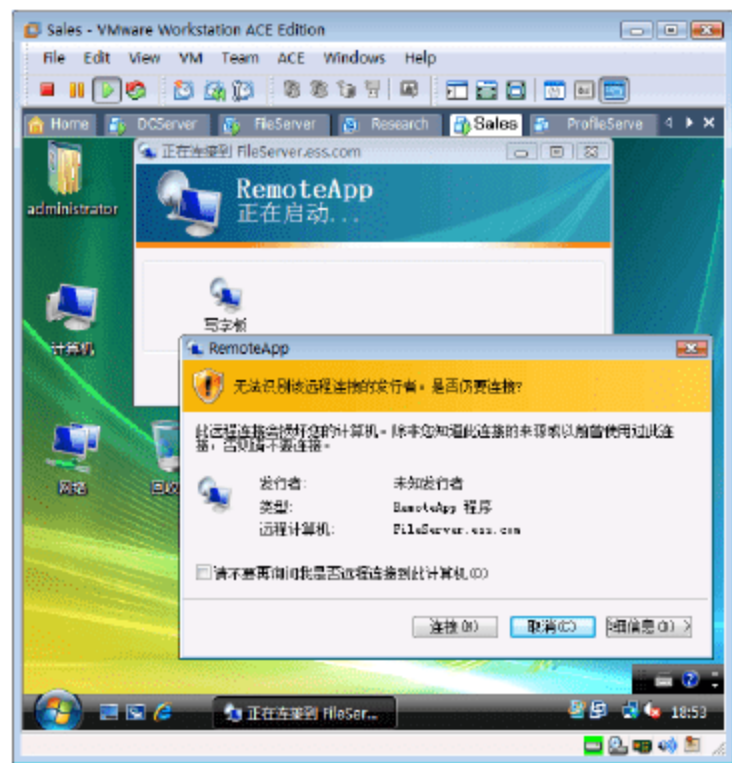 Sales - VMware Workstation ACE Edition
File Edit View VM Team ACE Windows Help
Home DCServer FileServer Research Sales ProfleServe
正在连接到 FileServer.ess.com
administrator
RemoteApp
正在启动...
写字板
计算机
RemoteApp
无法识别该远程连接的发行者。是否仍要连接?
此远程连接会损坏您的计算机。除非您知道此连接的来源或以前曾使用过此连
接,否则请不要连接。
网络 回收
发行者: 未知发行者
类型: RemoteApp 程序
远程计算机: FileServer.ess.com
请不要再询问我是否远程连接到此计算机(O)
连接(N) 取消(C) 细信息(D) >
正在连接到 FileSer...
18:53